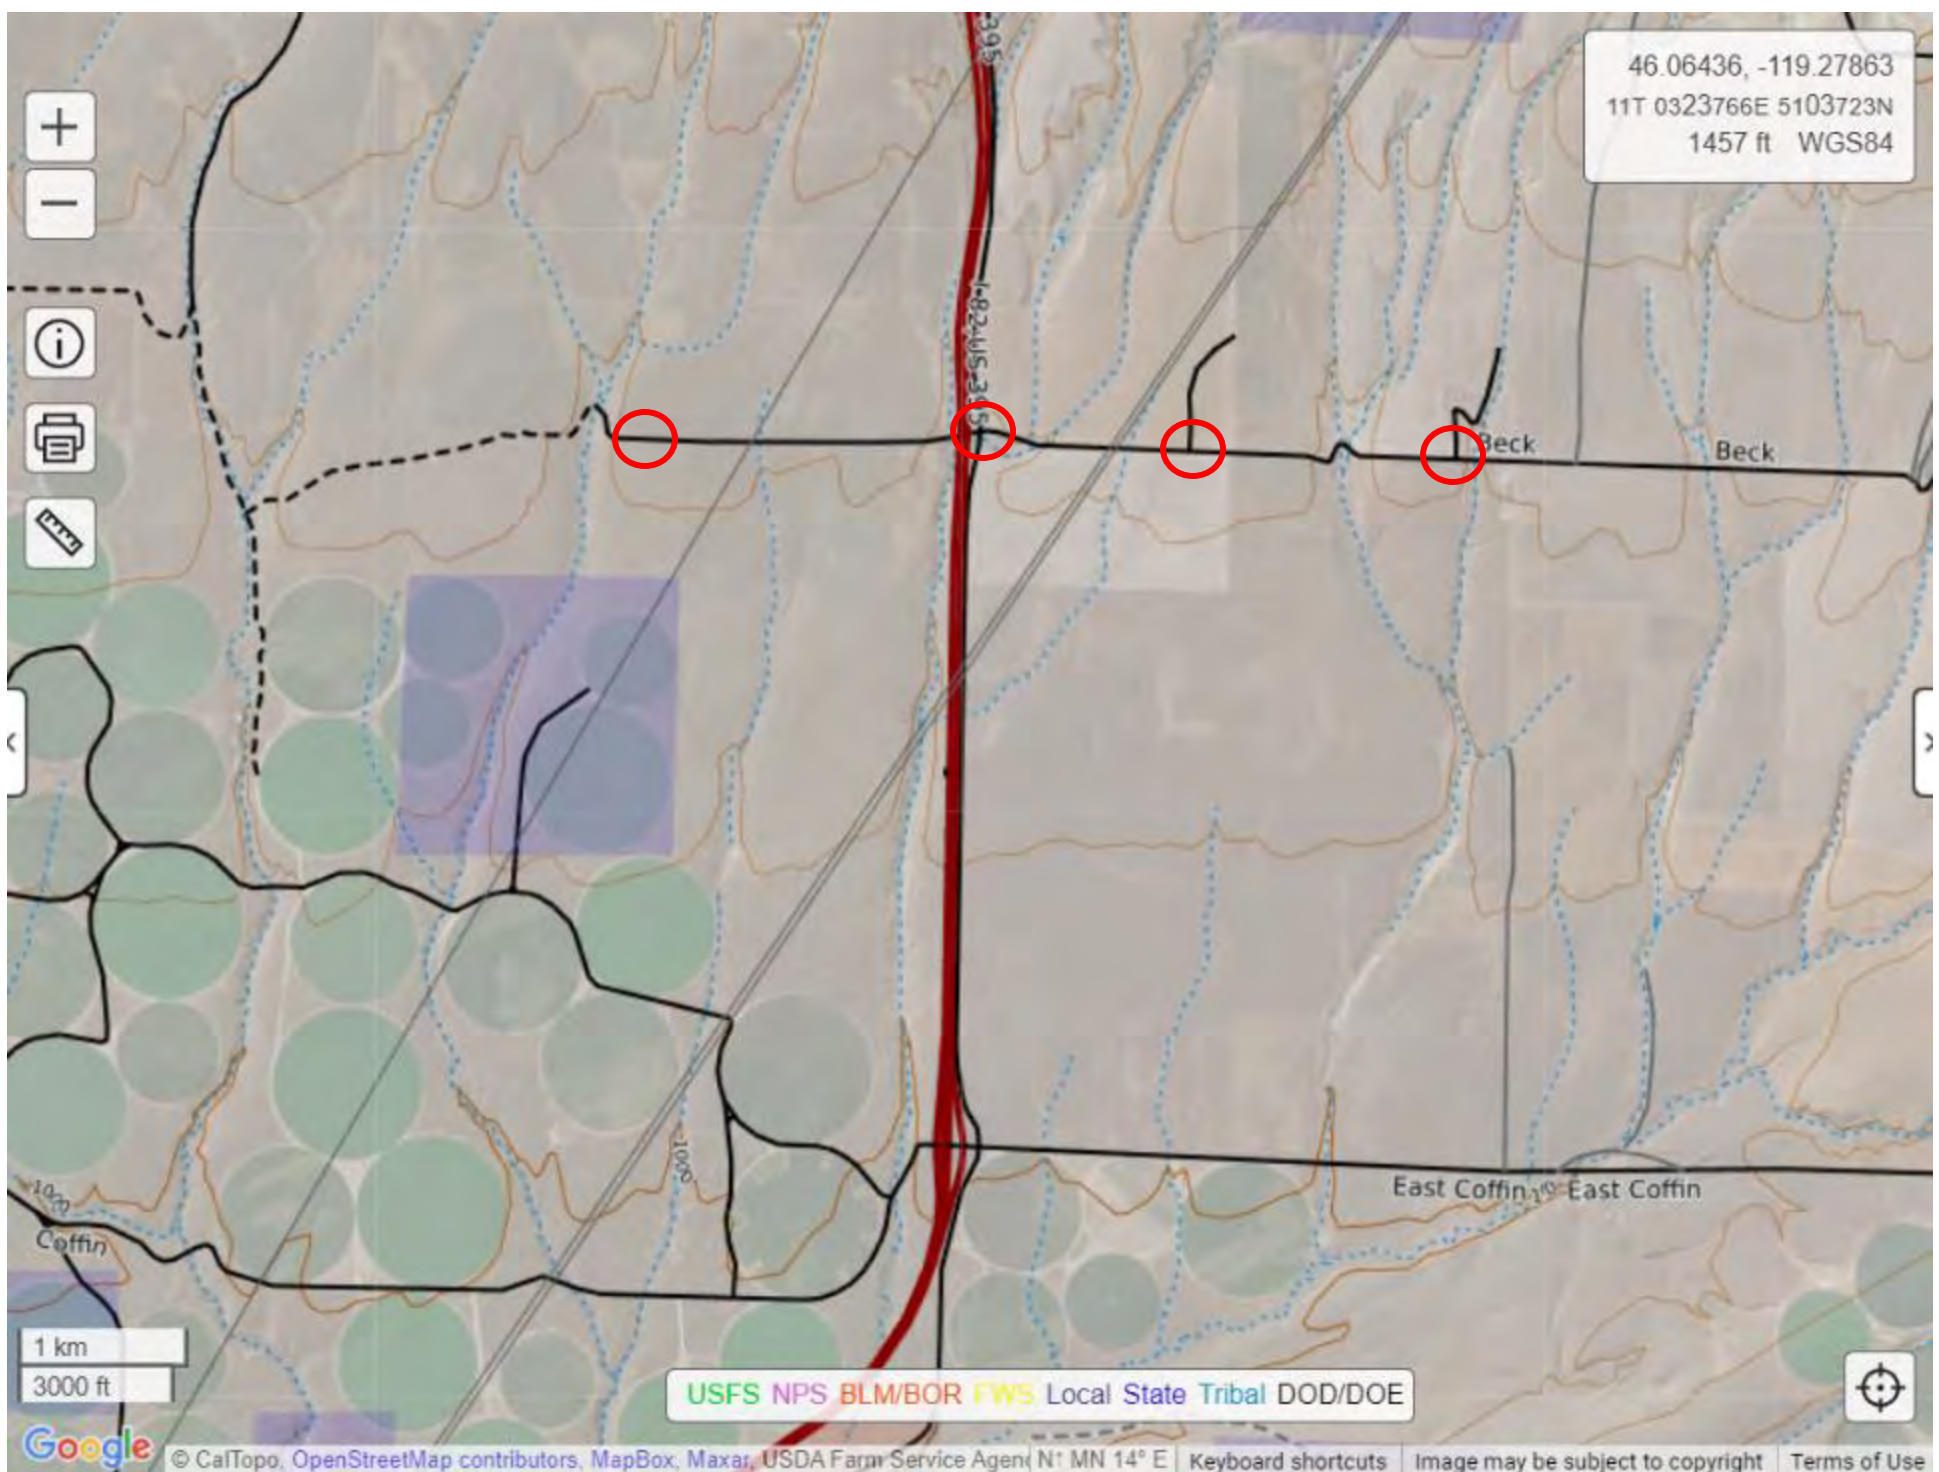 395
46.06436, -119.27863
11T 0323766E 5103723N
1457 ft WGS84
I-82;US 395
Beck
Beck
1000
East Coffin
East Coffin
1000
Coffin
1 km
3000 ft
USFS NPS BLM/BOR FWS Local State Tribal DOD/DOE
Google
© CalTopo, OpenStreetMap contributors, MapBox, Maxar, USDA Farm Service Agen N↑ MN 14° E Keyboard shortcuts Image may be subject to copyright Terms of Use